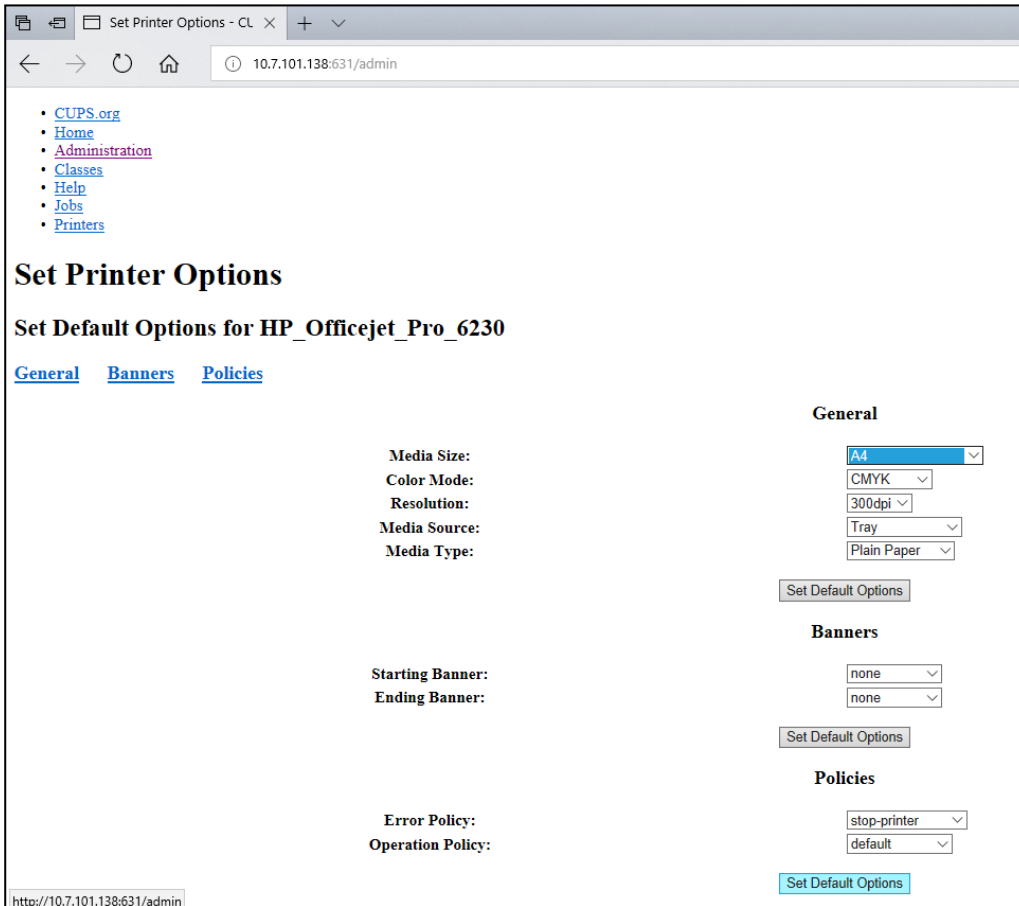 Set Printer Options - CU
10.7.101.138:631/admin
CUPS.org
Home
Administration
Classes
Help
Jobs
Printers
Set Printer Options
Set Default Options for HP_Officejet_Pro_6230
General Banners Policies
General
Media Size: A4
Color Mode: CMYK
Resolution: 300dpi
Media Source: Tray
Media Type: Plain Paper
Set Default Options
Banners
Starting Banner: none
Ending Banner: none
Set Default Options
Policies
Error Policy: stop-printer
Operation Policy: default
Set Default Options
http://10.7.101.138:631/admin